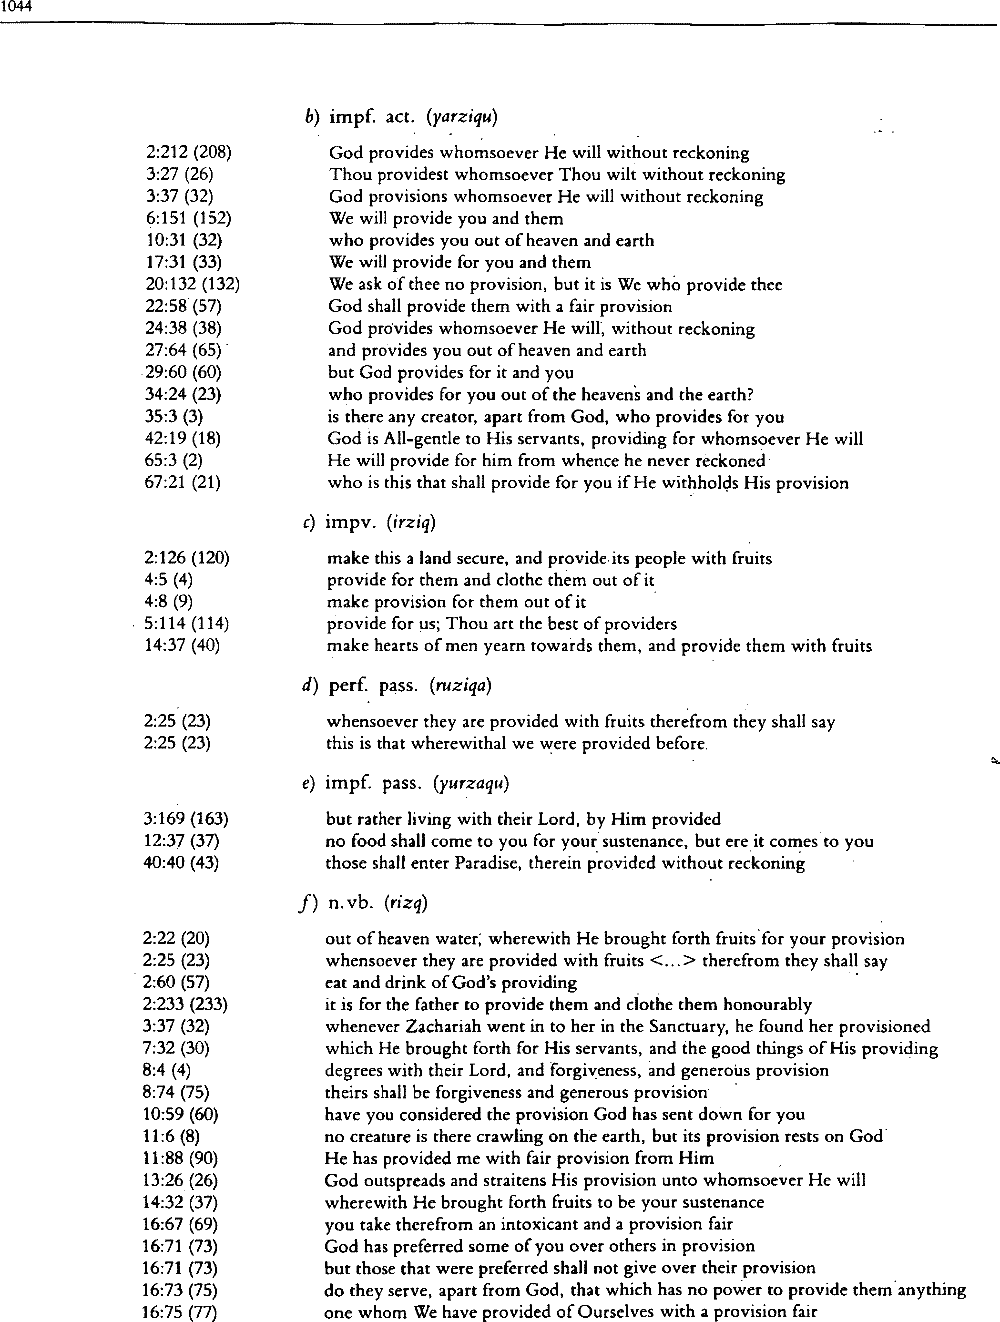 1044
b) impf. act. (yarziqu)
2:212 (208) God provides whomsoever He will without reckoning
3:27 (26) Thou providest whomsoever Thou wilt without reckoning
3:37 (32) God provisions whomsoever He will without reckoning
6:151 (152) We will provide you and them
10:31 (32) who provides you out of heaven and earth
17:31 (33) We will provide for you and them
20:132 (132) We ask of thee no provision, but it is We who provide thee
22:58 (57) God shall provide them with a fair provision
24:38 (38) God provides whomsoever He will, without reckoning
27:64 (65) and provides you out of heaven and earth
29:60 (60) but God provides for it and you
34:24 (23) who provides for you out of the heavens and the earth?
35:3 (3) is there any creator, apart from God, who provides for you
42:19 (18) God is All-gentle to His servants, providing for whomsoever He will
65:3 (2) He will provide for him from whence he never reckoned
67:21 (21) who is this that shall provide for you if He withholds His provision
c) impv. (irziq)
2:126 (120) make this a land secure, and provide its people with fruits
4:5 (4) provide for them and clothe them out of it
4:8 (9) make provision for them out of it
5:114 (114) provide for us; Thou art the best of providers
14:37 (40) make hearts of men yearn towards them, and provide them with fruits
d) perf. pass. (ruziqa)
2:25 (23) whensoever they are provided with fruits therefrom they shall say
2:25 (23) this is that wherewithal we were provided before
e) impf. pass. (yurzaqu)
3:169 (163) but rather living with their Lord, by Him provided
12:37 (37) no food shall come to you for your sustenance, but ere it comes to you
40:40 (43) those shall enter Paradise, therein provided without reckoning
f) n.vb. (rizq)
2:22 (20) out of heaven water, wherewith He brought forth fruits for your provision
2:25 (23) whensoever they are provided with fruits <...> therefrom they shall say
2:60 (57) eat and drink of God's providing
2:233 (233) it is for the father to provide them and clothe them honourably
3:37 (32) whenever Zachariah went in to her in the Sanctuary, he found her provisioned
7:32 (30) which He brought forth for His servants, and the good things of His providing
8:4 (4) degrees with their Lord, and forgiveness, and generous provision
8:74 (75) theirs shall be forgiveness and generous provision
10:59 (60) have you considered the provision God has sent down for you
11:6 (8) no creature is there crawling on the earth, but its provision rests on God
11:88 (90) He has provided me with fair provision from Him
13:26 (26) God outspreads and straitens His provision unto whomsoever He will
14:32 (37) wherewith He brought forth fruits to be your sustenance
16:67 (69) you take therefrom an intoxicant and a provision fair
16:71 (73) God has preferred some of you over others in provision
16:71 (73) but those that were preferred shall not give over their provision
16:73 (75) do they serve, apart from God, that which has no power to provide them anything
16:75 (77) one whom We have provided of Ourselves with a provision fair